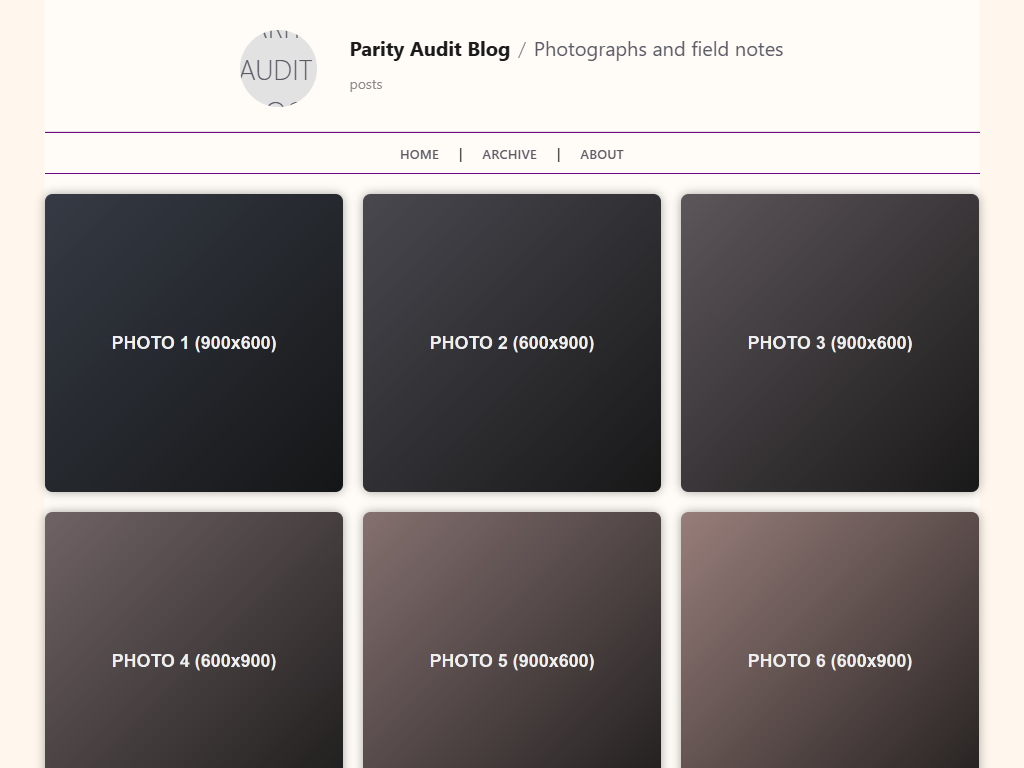 AUDIT
Parity Audit Blog / Photographs and field notes
posts
HOME | ARCHIVE | ABOUT
PHOTO 1 (900x600)
PHOTO 2 (600x900)
PHOTO 3 (900x600)
PHOTO 4 (600x900)
PHOTO 5 (900x600)
PHOTO 6 (600x900)